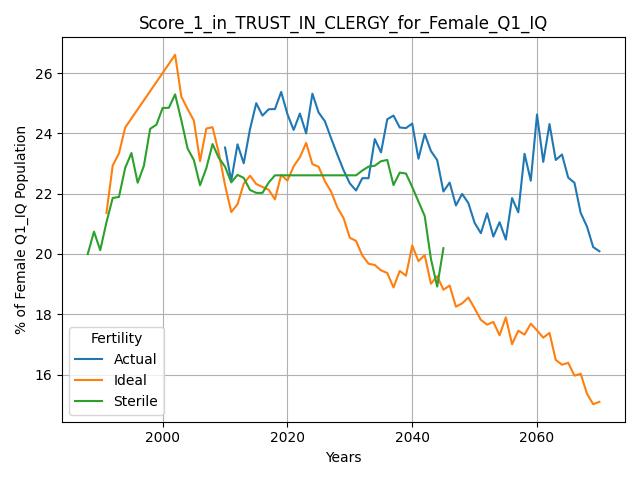 Score_1_in_TRUST_IN_CLERGY_for_Female_Q1_IQ
% of Female Q1_IQ Population
26
24
22
20
18
16
Fertility
Actual
Ideal
Sterile
2000 2020 2040 2060
Years